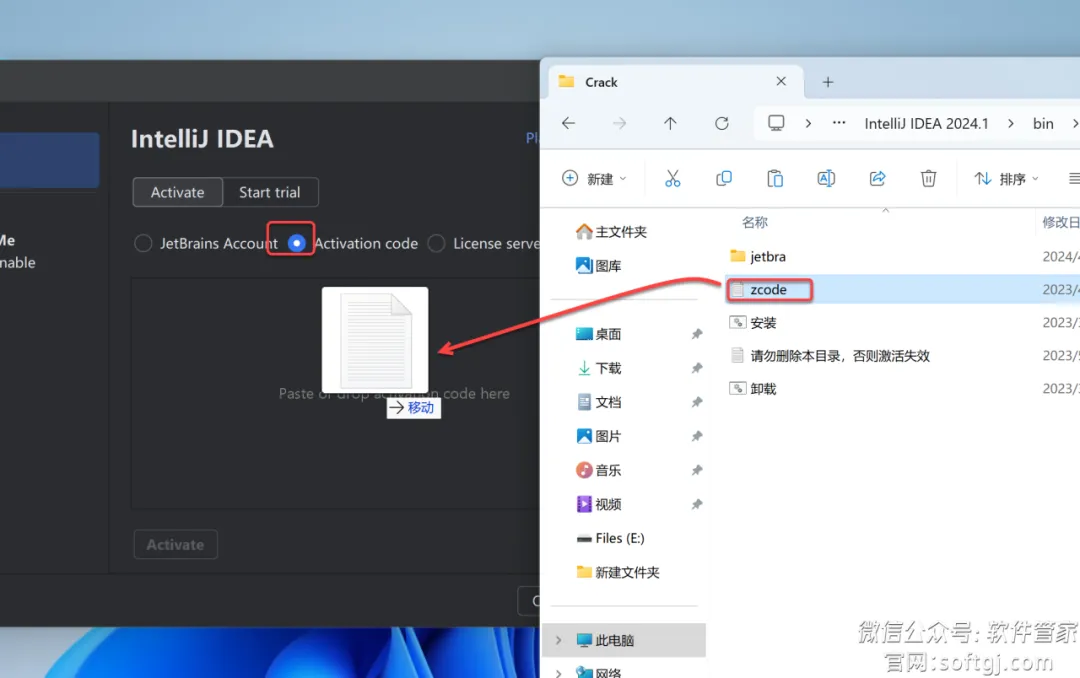 Crack
IntelliJ IDEA 2024.1
bin
新建
排序
IntelliJ IDEA
Activate
Start trial
JetBrains Account
Activation code
License serve
Me
nable
Paste or drop activation code here
移动
Activate
名称
修改日
主文件夹
图库
桌面
下载
文档
图片
音乐
视频
Files (E:)
新建文件夹
此电脑
网络
jetbra
2024/4
zcode
2023/4
安装
2023/
请勿删除本目录，否则激活失效
2023/5
卸载
2023/
微信公众号: 软件管家
官网:softgj.com